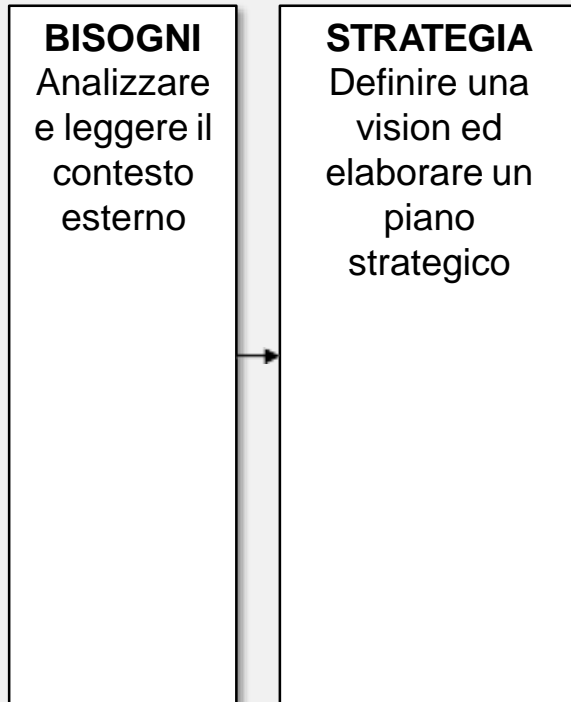 BISOGNI
Analizzare
e leggere il
contesto
esterno
STRATEGIA
Definire una
vision ed
elaborare un
piano
strategico